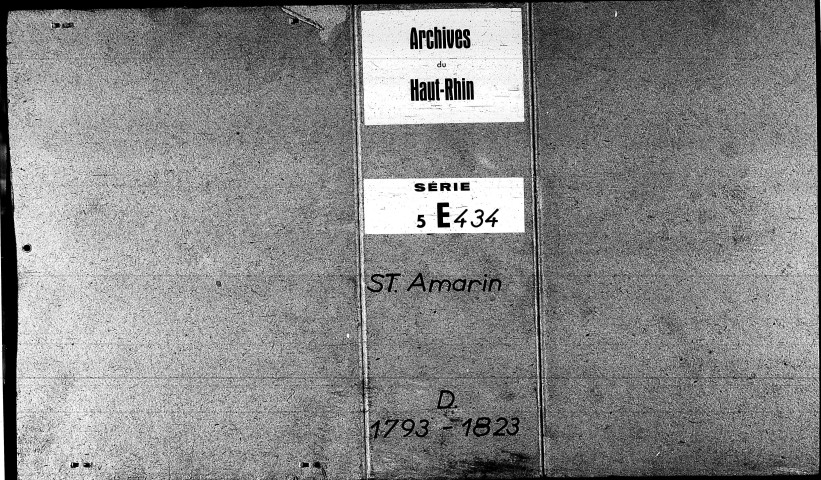 Archives
du
Haut-Rhin
SÉRIE
5 E434
ST. Amarin
D.
1793 - 1823